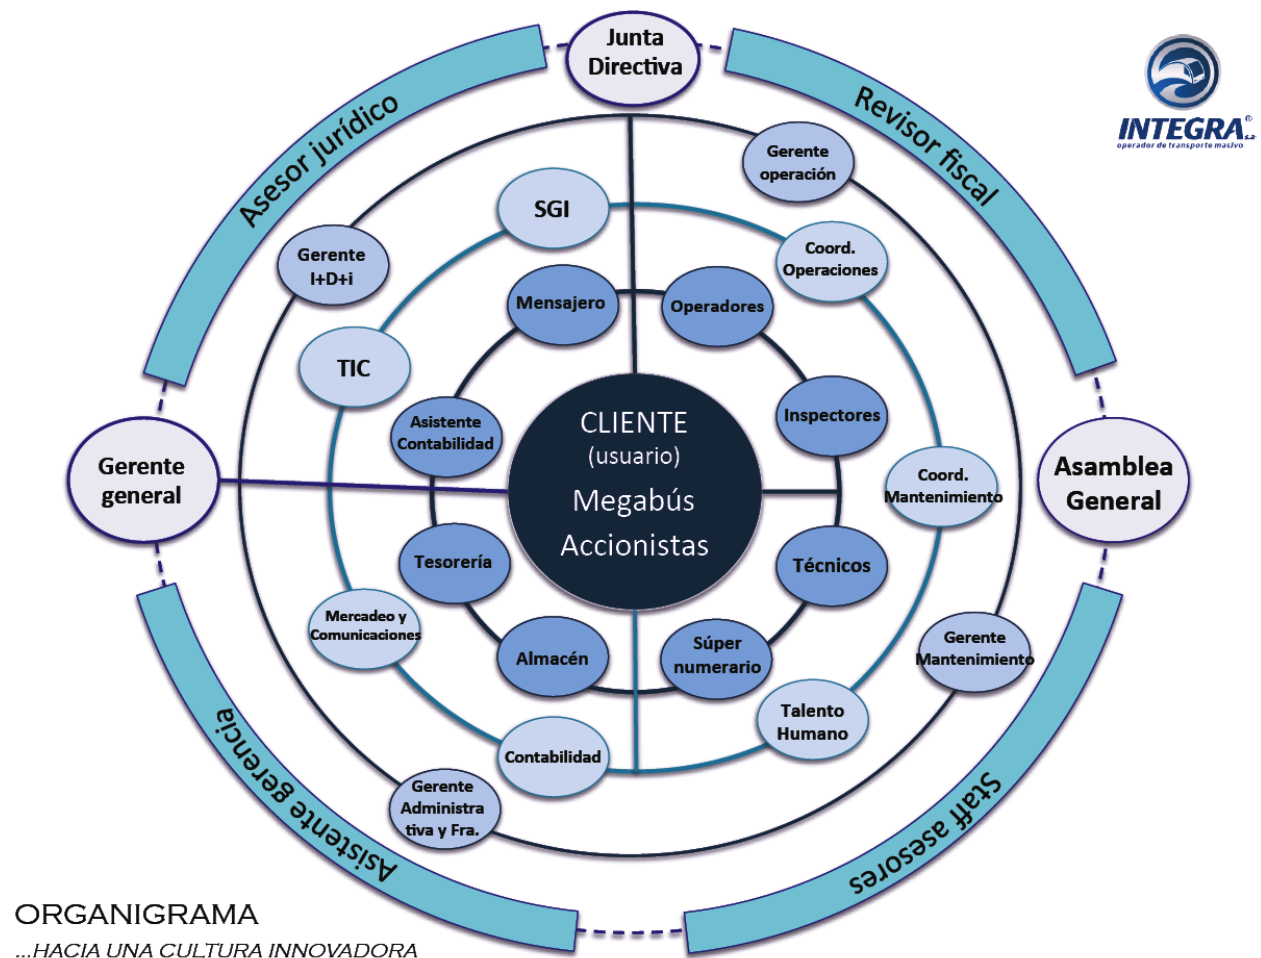 Junta
Directiva
Asesor jurídico
Revisor fiscal
INTEGRA®
S.A.
operador de transporte masivo
Gerente
operación
SGI
Gerente
I+D+i
Coord.
Operaciones
Mensajero
Operadores
TIC
Asistente
Contabilidad
Inspectores
CLIENTE
(usuario)
Megabús
Accionistas
Gerente
general
Coord.
Mantenimiento
Asamblea
General
Tesorería
Técnicos
Mercadeo y
Comunicaciones
Almacén
Súper
numerario
Gerente
Mantenimiento
Talento
Humano
Contabilidad
Gerente
Administra
tiva y Fra.
Asistente gerencia
Staff asesores
ORGANIGRAMA
...HACIA UNA CULTURA INNOVADORA